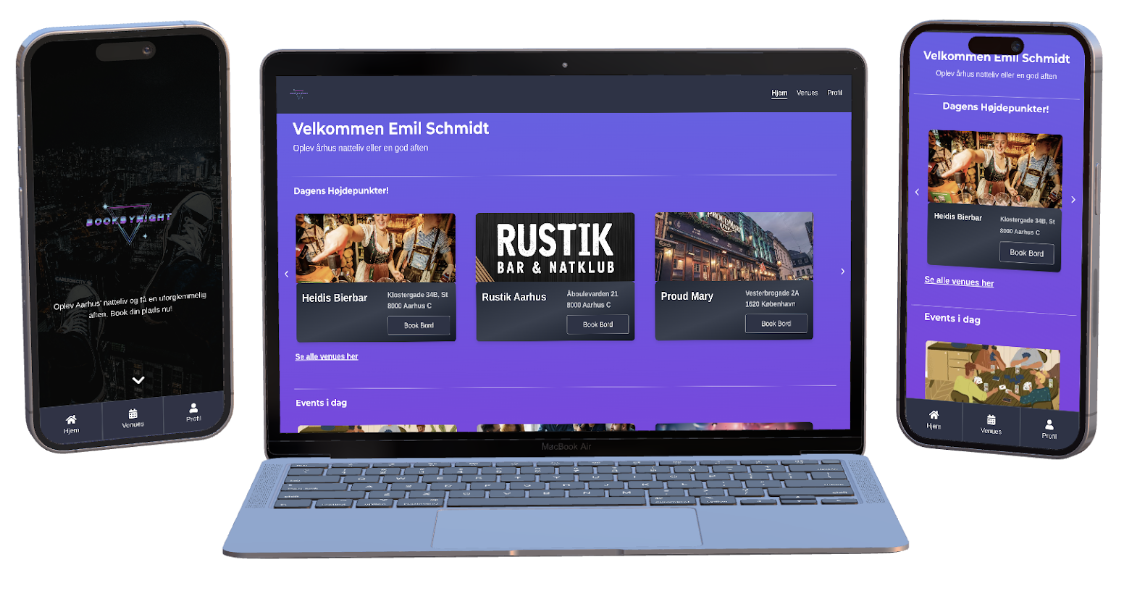 BOOKBYNIGHT
Oplev Aarhus' natteliv og få en uforglemmelig
aften. Book din plads nu!
Hjem
Venues
Profil
Hjem
Venues
Profil
Velkommen Emil Schmidt
Oplev århus natteliv eller en god aften
Dagens Højdepunkter!
RUSTIK
BAR & NATKLUB
Heidis Bierbar
Klostergade 34B, St
8000 Aarhus C
Book Bord
Rustik Aarhus
Åboulevarden 21
8000 Aarhus C
Book Bord
Proud Mary
Vesterbrogade 2A
1620 København
Book Bord
Se alle venues her
Events i dag
MacBook Air
Velkommen Emil Schmidt
Oplev århus natteliv eller en god aften
Dagens Højdepunkter!
Heidis Bierbar
Klostergade 34B, St
8000 Aarhus C
Book Bord
Se alle venues her
Events i dag
Hjem
Venues
Profil